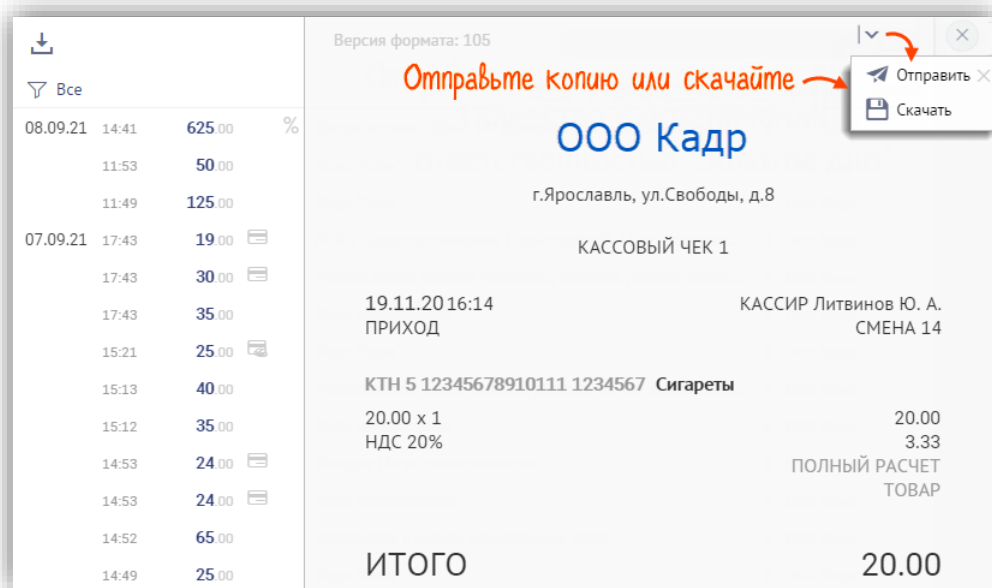 Версия формата: 105
Отправьте копию или скачайте
Отправить
Скачать
Все
08.09.21 14:41 625.00 %
11:53 50.00
11:49 125.00
07.09.21 17:43 19.00
17:43 30.00
17:43 35.00
15:21 25.00
15:13 40.00
15:12 35.00
14:53 24.00
14:53 24.00
14:52 65.00
14:49 25.00
ООО Кадр
г.Ярославль, ул.Свободы, д.8
КАССОВЫЙ ЧЕК 1
19.11.20 16:14 КАССИР Литвинов Ю. А.
ПРИХОД СМЕНА 14
КТН 5 12345678910111 1234567 Сигареты
20.00 x 1 20.00
НДС 20% 3.33
ПОЛНЫЙ РАСЧЕТ
ТОВАР
ИТОГО 20.00